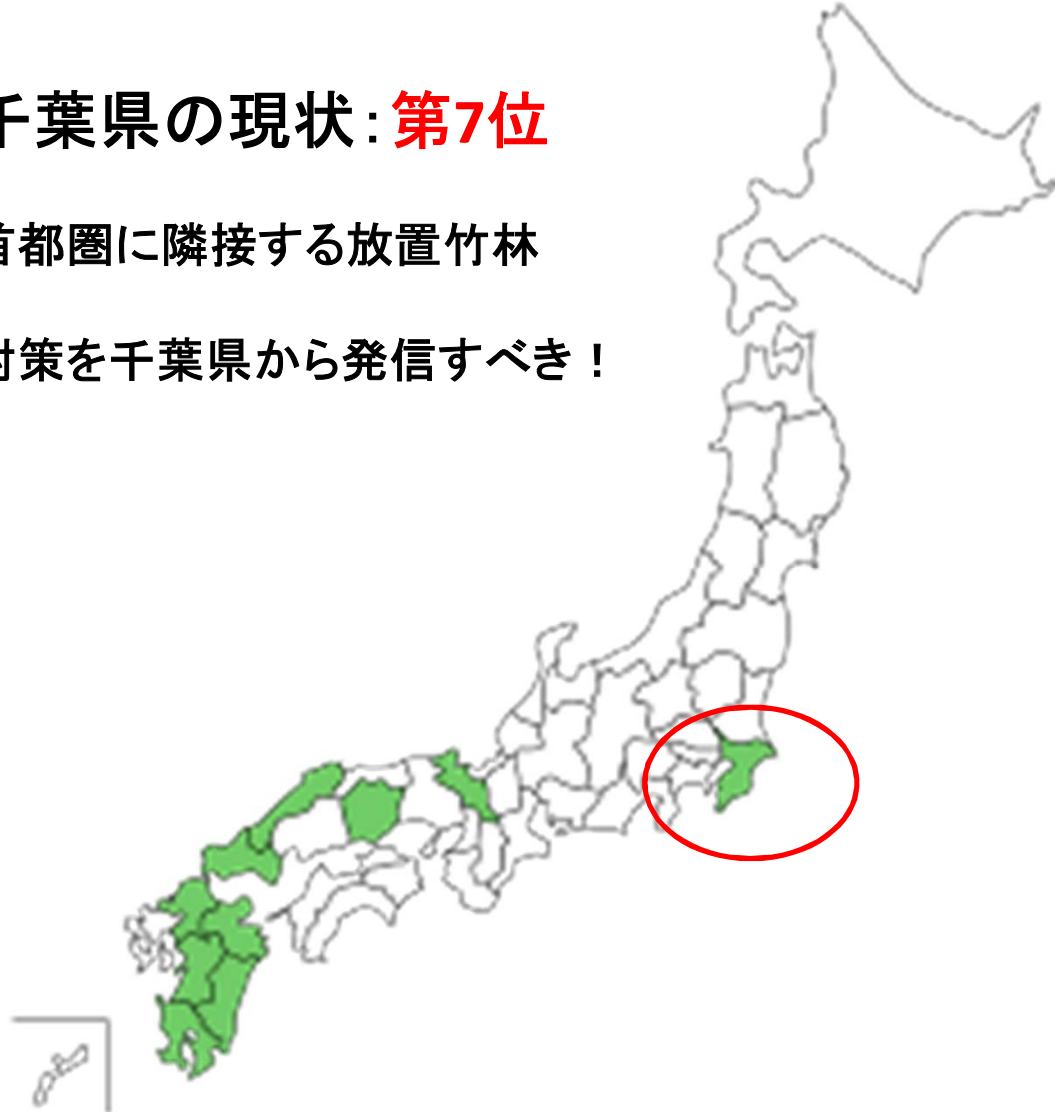 千葉県の現状：第7位
首都圏に隣接する放置竹林
対策を千葉県から発信すべき！